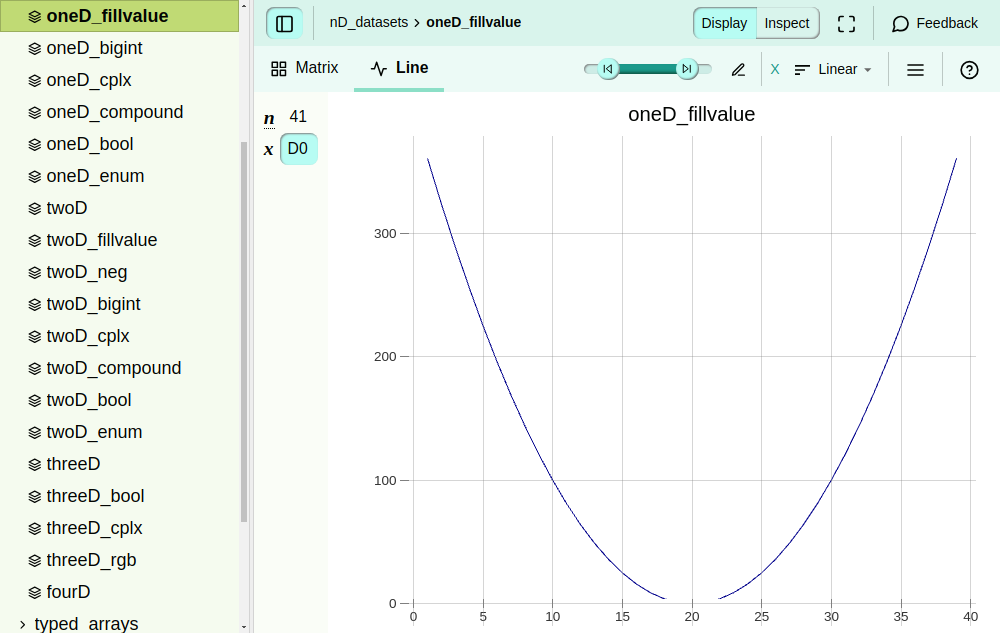 oneD_fillvalue
oneD_bigint
oneD_cplx
oneD_compound
oneD_bool
oneD_enum
twoD
twoD_fillvalue
twoD_neg
twoD_bigint
twoD_cplx
twoD_compound
twoD_bool
twoD_enum
threeD
threeD_bool
threeD_cplx
threeD_rgb
fourD
typed_arrays
nD_datasets › oneD_fillvalue
Display Inspect Feedback
Matrix Line X Linear
n 41
x D0
oneD_fillvalue
300
200
100
0
0 5 10 15 20 25 30 35 40